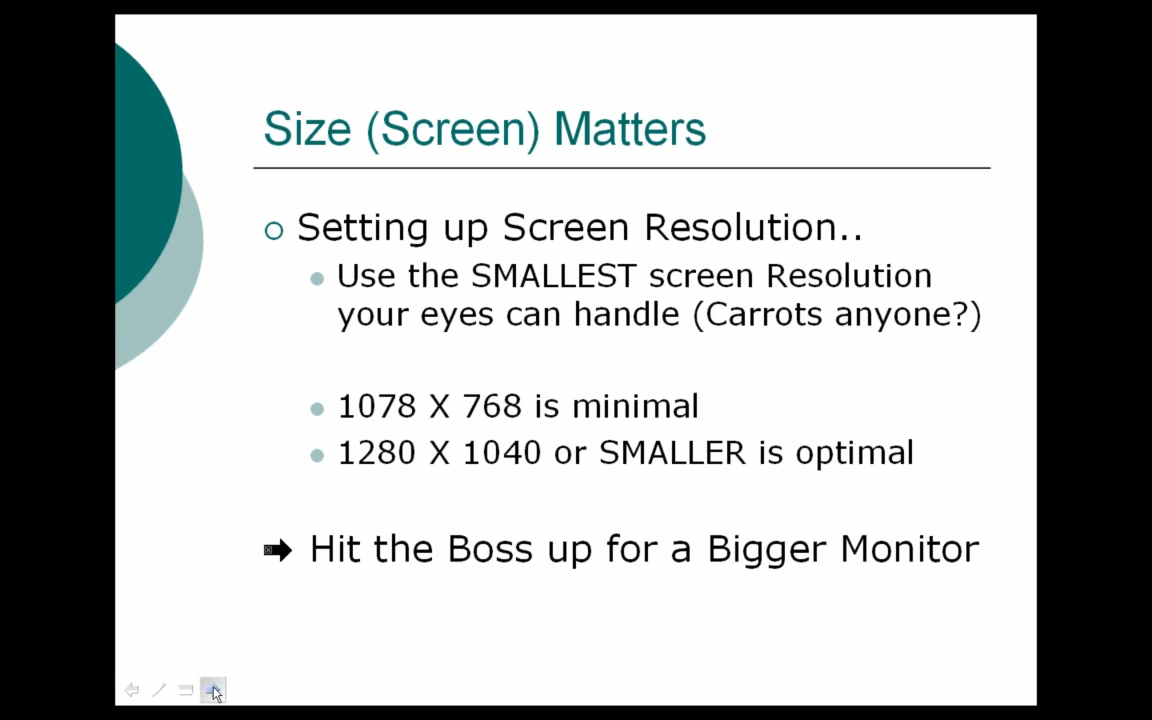 Size (Screen) Matters
Setting up Screen Resolution..
Use the SMALLEST screen Resolution
your eyes can handle (Carrots anyone?)
1078 X 768 is minimal
1280 X 1040 or SMALLER is optimal
Hit the Boss up for a Bigger Monitor